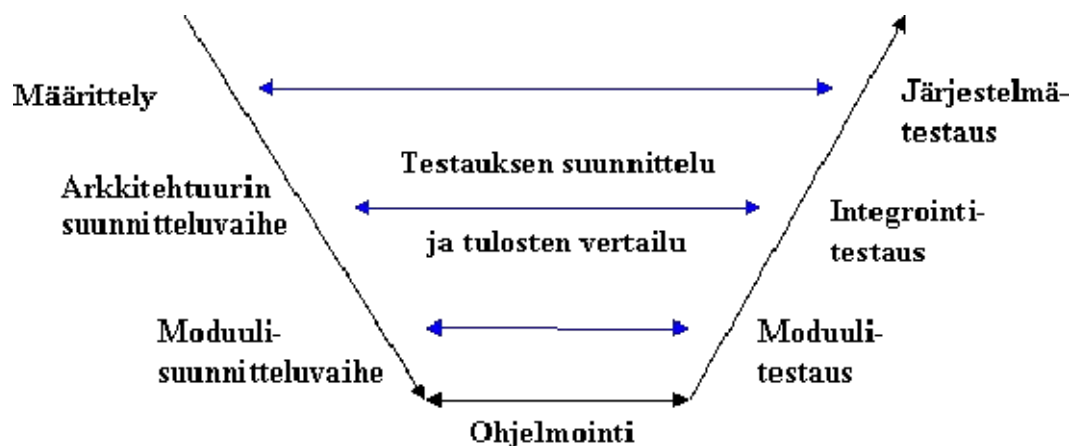 Määrittely
Järjestelmä-
testaus
Testauksen suunnittelu
Arkkitehtuurin
suunnitteluvaihe
Integrointi-
testaus
ja tulosten vertailu
Moduuli-
suunnitteluvaihe
Moduuli-
testaus
Ohjelmointi